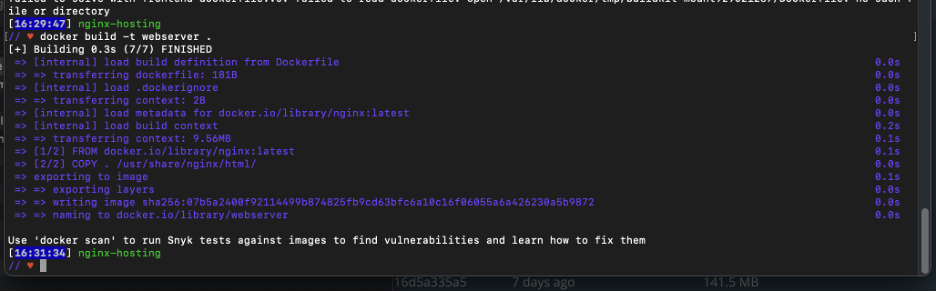 ile or directory
[16:29:47] nginx-hosting
[// ♥ docker build -t webserver . ]
[+] Building 0.3s (7/7) FINISHED
=> [internal] load build definition from Dockerfile 0.0s
=> => transferring dockerfile: 181B 0.0s
=> [internal] load .dockerignore 0.0s
=> => transferring context: 2B 0.0s
=> [internal] load metadata for docker.io/library/nginx:latest 0.0s
=> [internal] load build context 0.2s
=> => transferring context: 9.56MB 0.1s
=> [1/2] FROM docker.io/library/nginx:latest 0.1s
=> [2/2] COPY . /usr/share/nginx/html/ 0.0s
=> exporting to image 0.1s
=> => exporting layers 0.0s
=> => writing image sha256:07b5a2400f92114499b874825fb9cd63bfc6a10c16f06055a6a426230a5b9872 0.0s
=> => naming to docker.io/library/webserver 0.0s
Use 'docker scan' to run Snyk tests against images to find vulnerabilities and learn how to fix them
[16:31:34] nginx-hosting
// ♥
16d5a335a5 7 days ago 141.5 MB